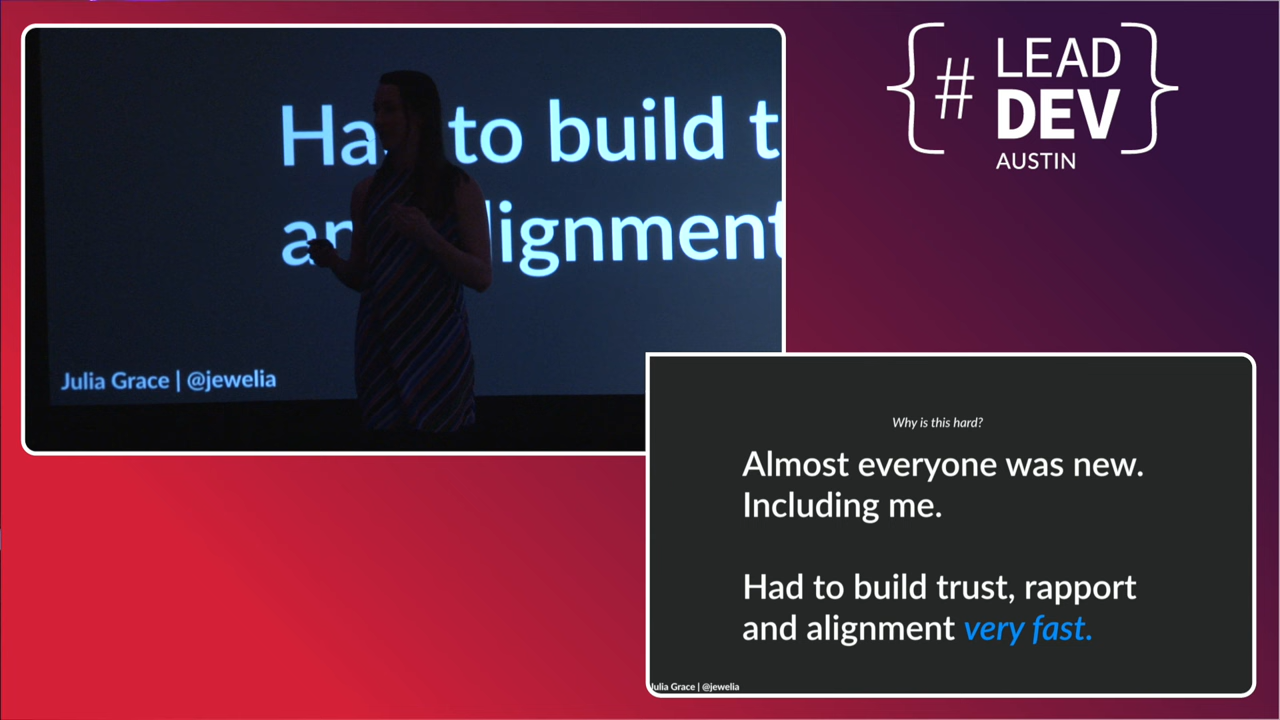 Ha to build t
an lignment
Julia Grace | @jewelia
{# LEAD
DEV}
AUSTIN
Why is this hard?
Almost everyone was new.
Including me.
Had to build trust, rapport
and alignment very fast.
Julia Grace | @jewelia